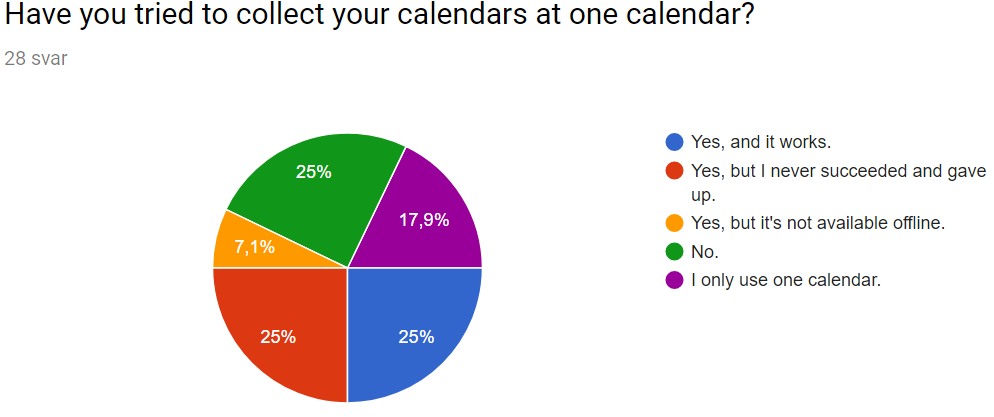 Have you tried to collect your calendars at one calendar?
28 svar
25%
17,9%
7,1%
25%
25%
Yes, and it works.
Yes, but I never succeeded and gave
up.
Yes, but it's not available offline.
No.
I only use one calendar.